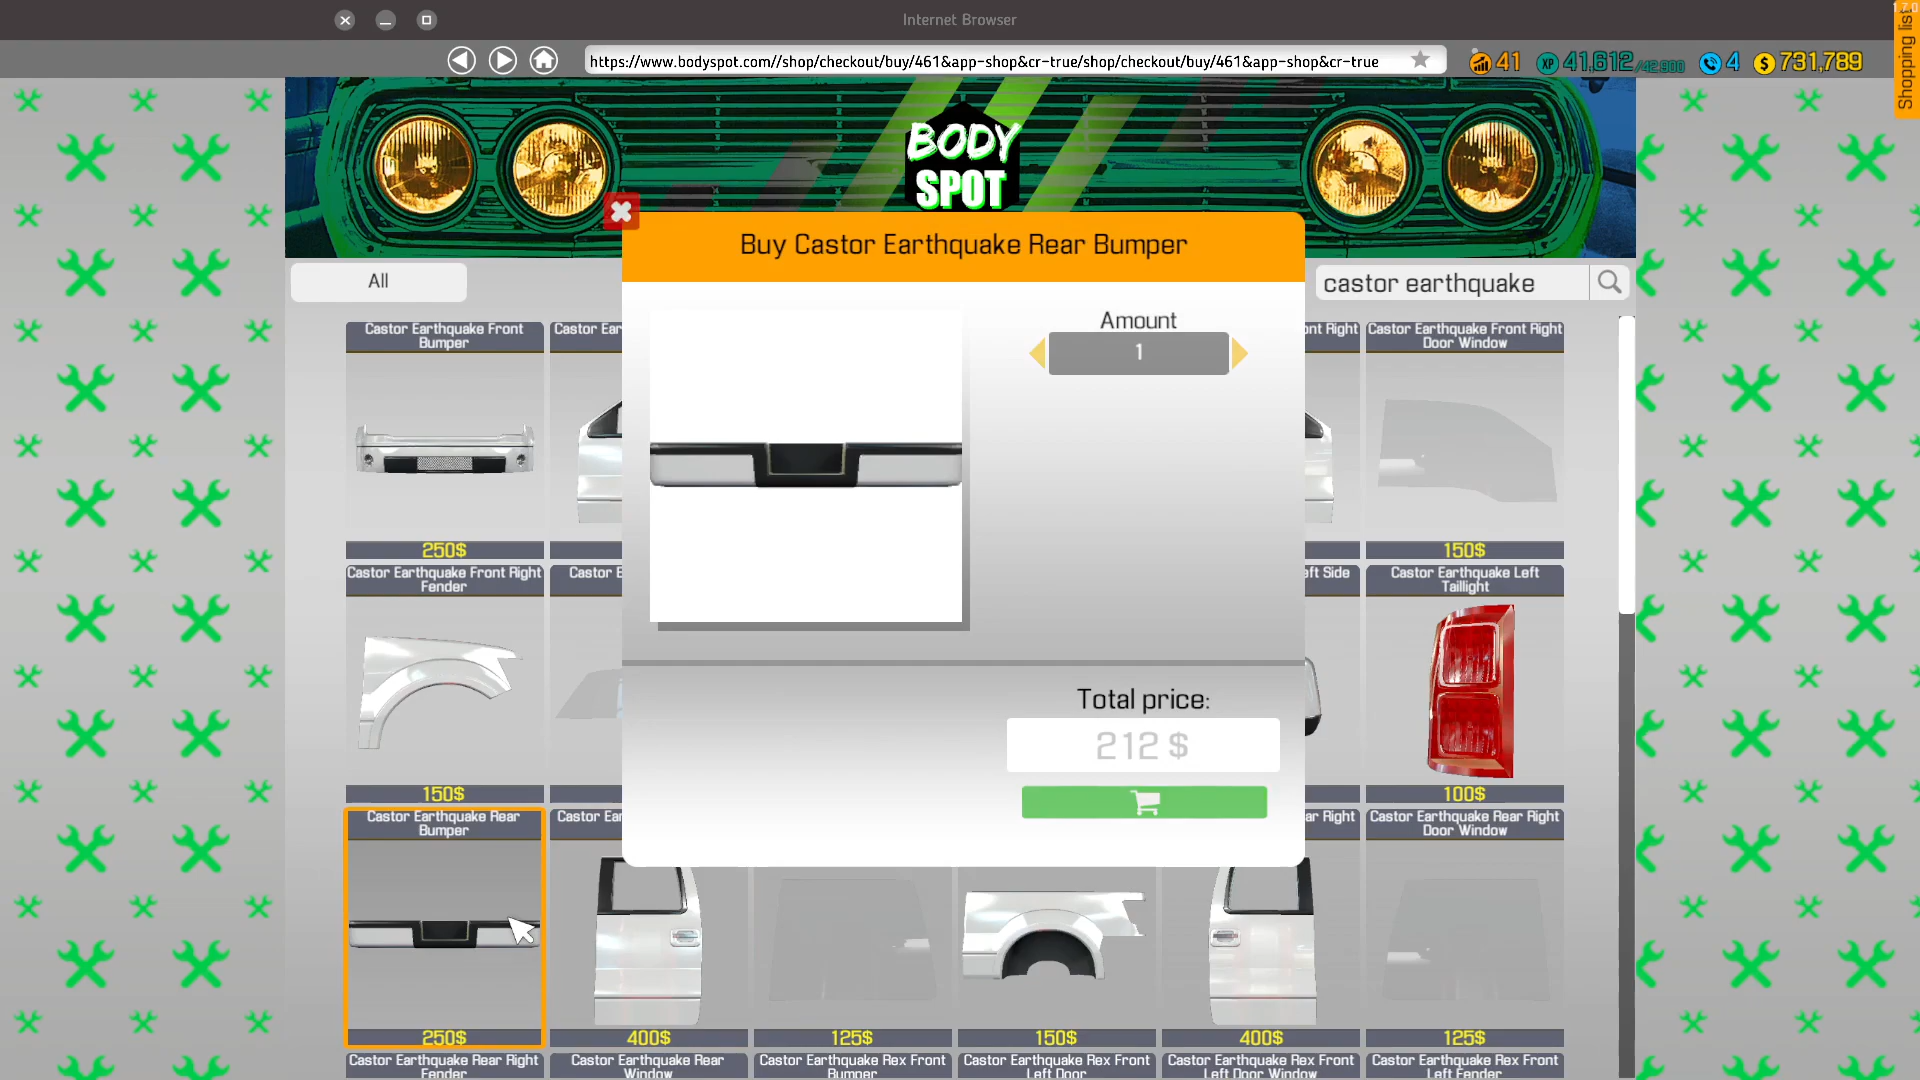 Internet Browser
1.7.0
Shopping list
https://www.bodyspot.com//shop/checkout/buy/461&app-shop&cr-true/shop/checkout/buy/461&app-shop&cr-true
41
XP 41,612
4
$ 731,789
BODY
SPOT
Buy Castor Earthquake Rear Bumper
All
castor earthquake
Amount
1
Total price:
212 $
Castor Earthquake Front
Bumper
250$
Castor Ear
nt Right
Castor Earthquake Front Right
Door Window
150$
Castor Earthquake Front Right
Fender
150$
Castor E
eft Side
Castor Earthquake Left
Taillight
100$
Castor Earthquake Rear
Bumper
250$
Castor Ea
400$
125$
150$
ar Right
400$
Castor Earthquake Rear Right
Door Window
125$
Castor Earthquake Rear Right
Fender
Castor Earthquake Rear
Window
Castor Earthquake Rex Front
Bumper
Castor Earthquake Rex Front
Left Door
Castor Earthquake Rex Front
Left Door Window
Castor Earthquake Rex Front
Left Fender